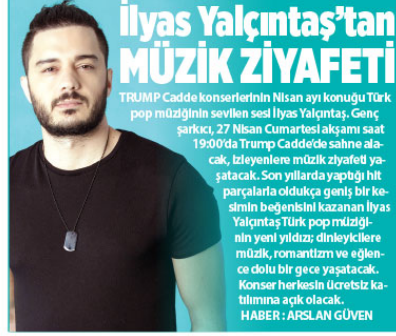 İlyas Yalçıntaş'tan
MÜZİK ZİYAFETİ
TRUMP Cadde konserlerinin Nisan ayı konuğu Türk
pop müziğinin sevilen sesi İlyas Yalçıntaş. Genç
şarkıcı, 27 Nisan Cumartesi akşamı saat
19:00'da Trump Cadde'de sahne ala-
cak, izleyenlere müzik ziyafeti ya-
şatacak. Son yıllarda yaptığı hit
parçalarla oldukça geniş bir ke-
simin beğenisini kazanan İlyas
Yalçıntaş Türk pop müziği-
nin yeni yıldızı; dinleyicilere
müzik, romantizm ve eğlen-
ce dolu bir gece yaşatacak.
Konser herkesin ücretsiz ka-
tılımına açık olacak.
HABER : ARSLAN GÜVEN